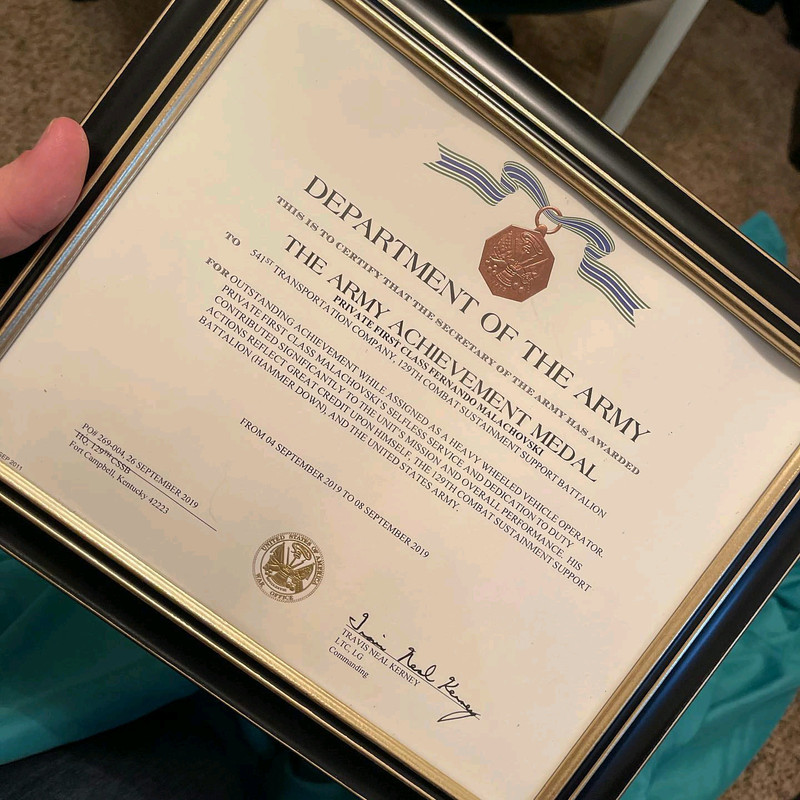 DEPARTMENT OF THE ARMY
THIS IS TO CERTIFY THAT THE SECRETARY OF THE ARMY HAS AWARDED
THE ARMY ACHIEVEMENT MEDAL
TO PRIVATE FIRST CLASS FERNANDO MALACHOVSKI
541ST TRANSPORTATION COMPANY, 129TH COMBAT SUSTAINMENT SUPPORT BATTALION
FOR OUTSTANDING ACHIEVEMENT WHILE ASSIGNED AS A HEAVY WHEELED VEHICLE OPERATOR.
PRIVATE FIRST CLASS MALACHOVSKI'S SELFLESS SERVICE AND DEDICATION TO DUTY
CONTRIBUTED SIGNIFICANTLY TO THE UNIT'S MISSION AND OVERALL PERFORMANCE. HIS
ACTIONS REFLECT GREAT CREDIT UPON HIMSELF, THE 129TH COMBAT SUSTAINMENT SUPPORT
BATTALION (HAMMER DOWN), AND THE UNITED STATES ARMY.
FROM 04 SEPTEMBER 2019 TO 08 SEPTEMBER 2019
PO# 269-004, 26 SEPTEMBER 2019
HQ, 129TH CSSB
Fort Campbell, Kentucky 42223
SEP 2011
UNITED STATES OF AMERICA
WAR OFFICE
Travis Neal Kerney
TRAVIS NEAL KERNEY
LTC, LG
Commanding